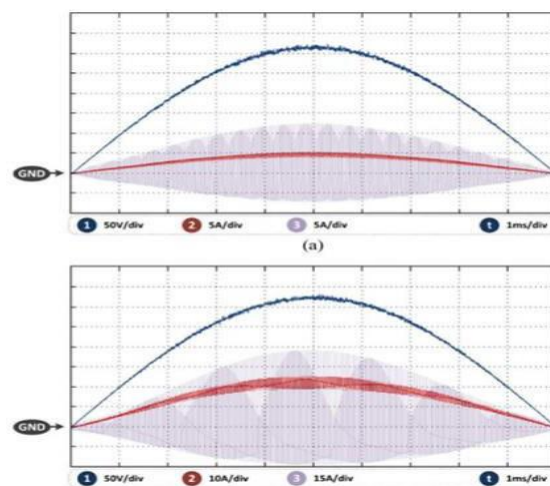 GND
1 50V/div 2 5A/div 3 5A/div t 1ms/div
(a)
GND
1 50V/div 2 10A/div 3 15A/div t 1ms/div